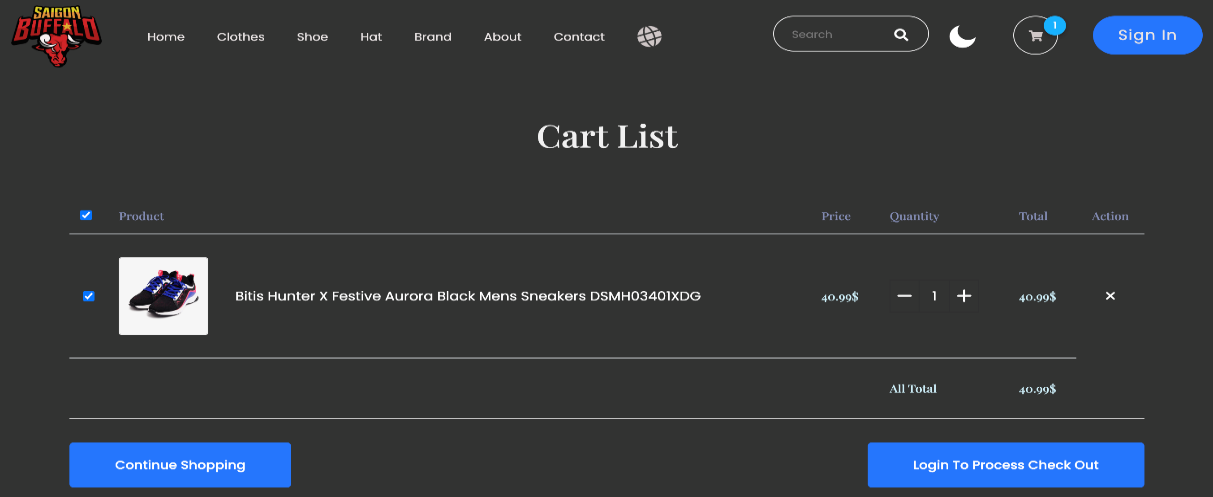 SAIGON
BUFFALO
Home Clothes Shoe Hat Brand About Contact Search 1 Sign In
Cart List
Product Price Quantity Total Action
Bitis Hunter X Festive Aurora Black Mens Sneakers DSMH03401XDG 40.99$ 1 40.99$
All Total 40.99$
Continue Shopping Login To Process Check Out